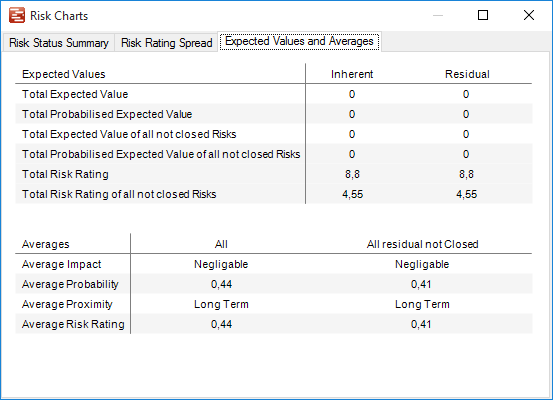 Risk Charts
Risk Status Summary Risk Rating Spread Expected Values and Averages
Expected Values Inherent Residual
Total Expected Value 0 0
Total Probabilised Expected Value 0 0
Total Expected Value of all not closed Risks 0 0
Total Probabilised Expected Value of all not closed Risks 0 0
Total Risk Rating 8,8 8,8
Total Risk Rating of all not closed Risks 4,55 4,55
Averages All All residual not Closed
Average Impact Negligable Negligable
Average Probability 0,44 0,41
Average Proximity Long Term Long Term
Average Risk Rating 0,44 0,41